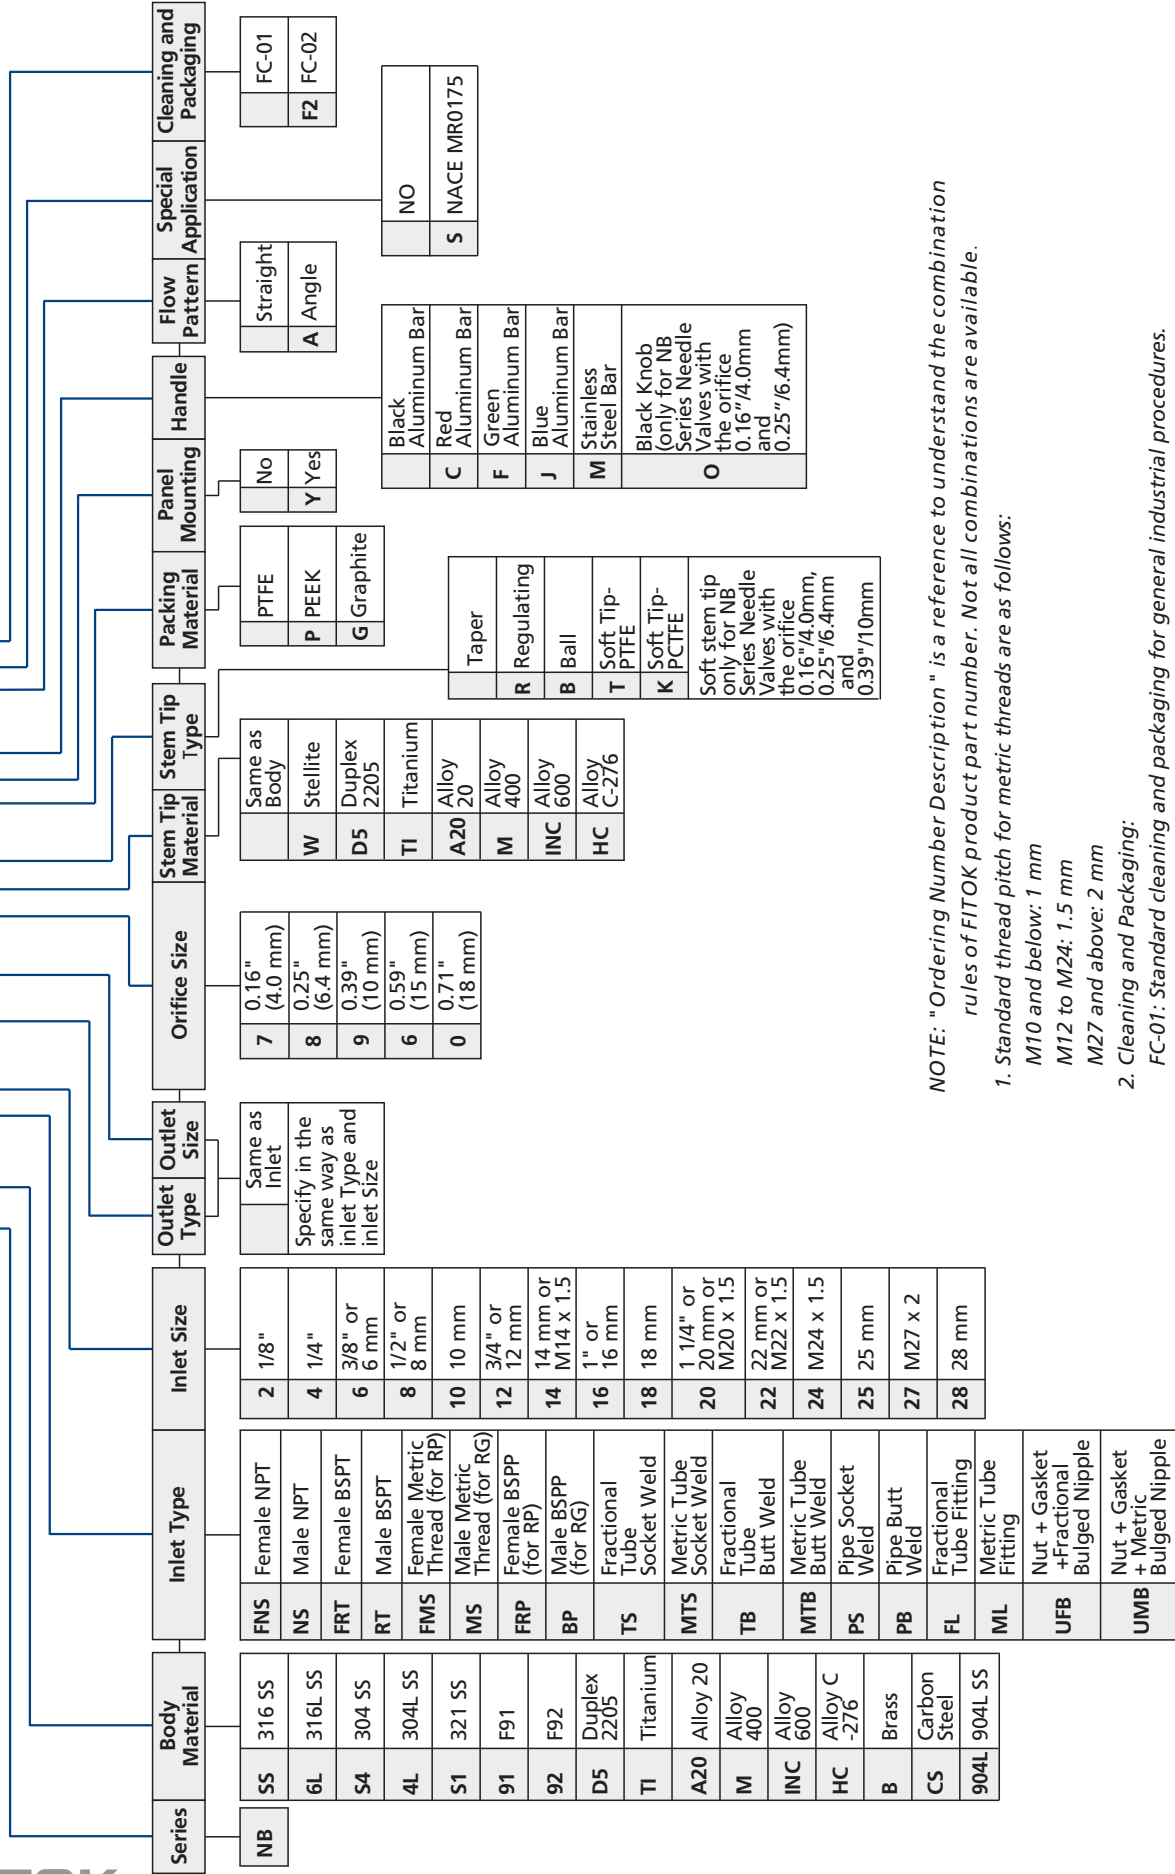 Series
NB
Body
Material
SS 316 SS
6L 316L SS
S4 304 SS
4L 304L SS
S1 321 SS
91 F91
92 F92
D5 Duplex
2205
TI Titanium
A20 Alloy 20
M Alloy
400
INC Alloy
600
HC Alloy C
-276
B Brass
CS Carbon
Steel
904L 904L SS
Inlet Type
FNS Female NPT
NS Male NPT
FRT Female BSPT
RT Male BSPT
FMS Female Metric
Thread (for RP)
MS Male Metric
Thread (for RG)
FRP Female BSPP
(for RP)
BP Male BSPP
(for RG)
TS Fractional
Tube
Socket Weld
MTS Metric Tube
Socket Weld
TB Fractional
Tube
Butt Weld
MTB Metric Tube
Butt Weld
PS Pipe Socket
Weld
PB Pipe Butt
Weld
FL Fractional
Tube Fitting
ML Metric Tube
Fitting
UFB Nut + Gasket
+Fractional
Bulged Nipple
UMB Nut + Gasket
+ Metric
Bulged Nipple
Inlet Size
2 1/8"
4 1/4"
6 3/8" or
6 mm
8 1/2" or
8 mm
10 10 mm
12 3/4" or
12 mm
14 14 mm or
M14 x 1.5
16 1" or
16 mm
18 18 mm
20 1 1/4" or
20 mm or
M20 x 1.5
22 22 mm or
M22 x 1.5
24 M24 x 1.5
25 25 mm
27 M27 x 2
28 28 mm
Outlet
Type
Outlet
Size
Same as
Inlet
Specify in the
same way as
inlet Type and
inlet Size
Orifice Size
7 0.16"
(4.0 mm)
8 0.25"
(6.4 mm)
9 0.39"
(10 mm)
6 0.59"
(15 mm)
0 0.71"
(18 mm)
Stem Tip
Material
Same as
Body
W Stellite
D5 Duplex
2205
TI Titanium
A20 Alloy
20
M Alloy
400
INC Alloy
600
HC Alloy
C-276
Stem Tip
Type
Taper
R Regulating
B Ball
T Soft Tip-
PTFE
K Soft Tip-
PCTFE
Soft stem tip
only for NB
Series Needle
Valves with
the orifice
0.16"/4.0mm,
0.25"/6.4mm
and
0.39"/10mm
Packing
Material
PTFE
P PEEK
G Graphite
Panel
Mounting
No
Y Yes
Handle
Black
Aluminum Bar
C Red
Aluminum Bar
F Green
Aluminum Bar
J Blue
Aluminum Bar
M Stainless
Steel Bar
O Black Knob
(only for NB
Series Needle
Valves with
the orifice
0.16"/4.0mm
and
0.25"/6.4mm)
Flow
Pattern
Straight
A Angle
Special
Application
NO
S NACE MR0175
Cleaning and
Packaging
FC-01
F2 FC-02
NOTE: "Ordering Number Description" is a reference to understand the combination
rules of FITOK product part number. Not all combinations are available.
1. Standard thread pitch for metric threads are as follows:
M10 and below: 1 mm
M12 to M24: 1.5 mm
M27 and above: 2 mm
2. Cleaning and Packaging:
FC-01: Standard cleaning and packaging for general industrial procedures.